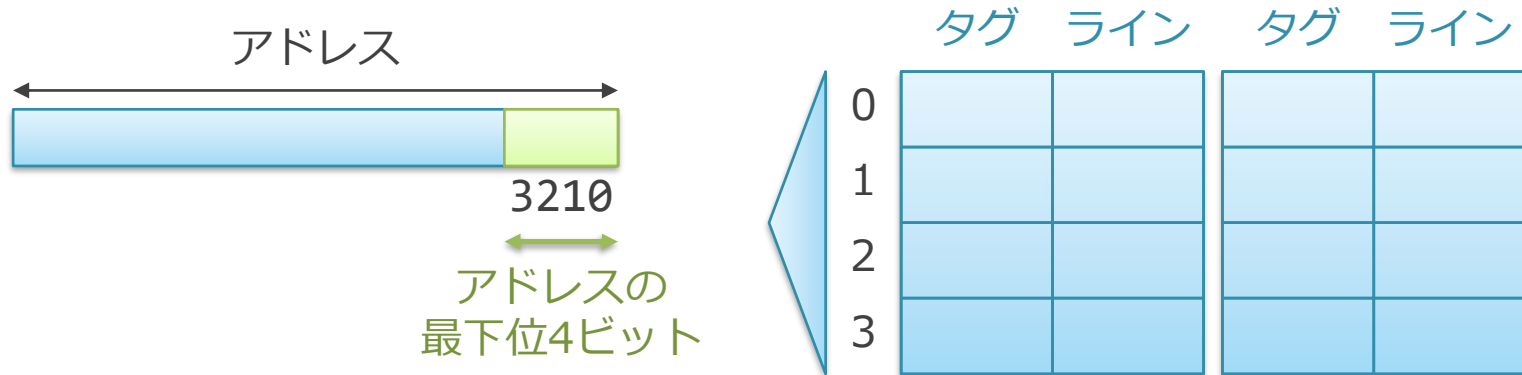 アドレス
3210
アドレスの
最下位4ビット
タグ ライン タグ ライン
0
1
2
3